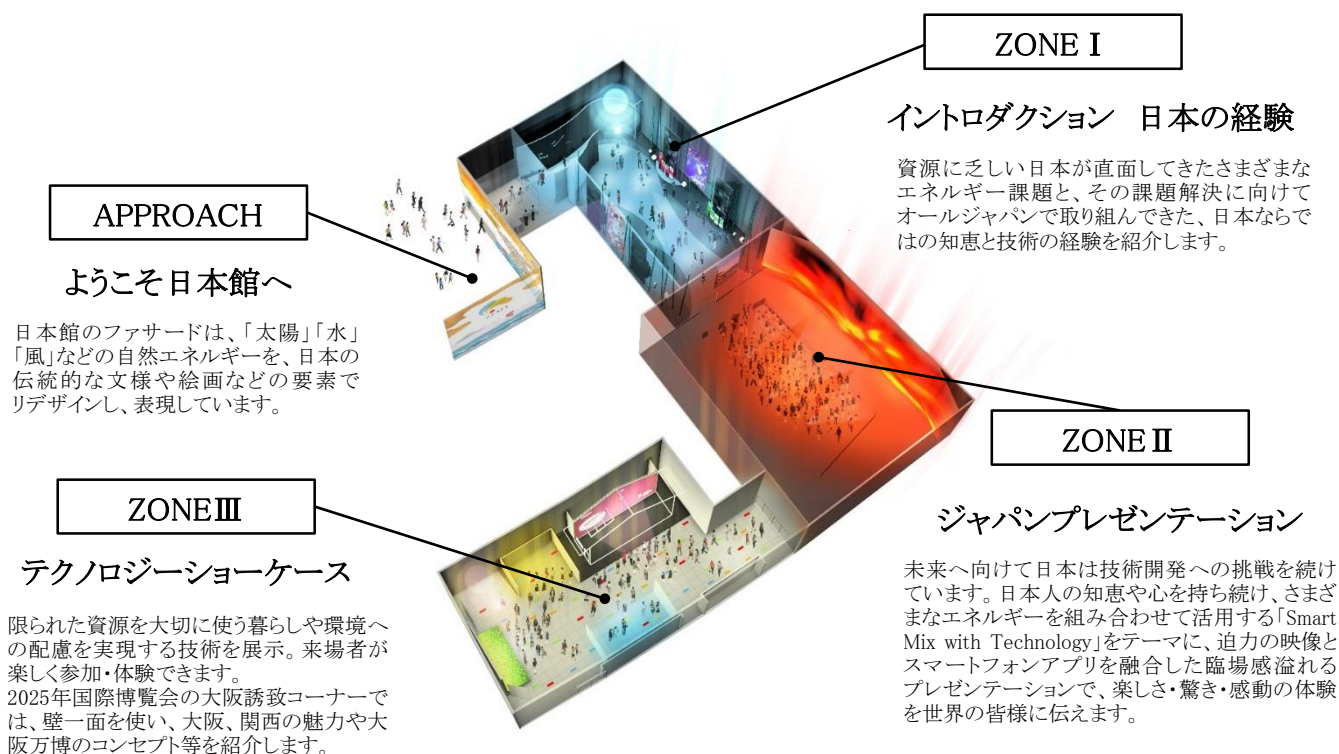 APPROACH
ようこそ日本館へ
日本館のファサードは、「太陽」「水」
「風」などの自然エネルギーを、日本の
伝統的な文様や絵画などの要素で
リデザインし、表現しています。
ZONE Ⅰ
イントロダクション　日本の経験
資源に乏しい日本が直面してきたさまざまな
エネルギー課題と、その課題解決に向けて
オールジャパンで取り組んできた、日本ならで
はの知恵と技術の経験を紹介します。
ZONE Ⅱ
ジャパンプレゼンテーション
未来へ向けて日本は技術開発への挑戦を続け
ています。日本人の知恵や心を持ち続け、さまざ
まなエネルギーを組み合わせて活用する「Smart
Mix with Technology」をテーマに、迫力の映像と
スマートフォンアプリを融合した臨場感溢れる
プレゼンテーションで、楽しさ・驚き・感動の体験
を世界の皆様に伝えます。
ZONE Ⅲ
テクノロジーショーケース
限られた資源を大切に使う暮らしや環境へ
の配慮を実現する技術を展示。来場者が
楽しく参加・体験できます。
2025年国際博覧会の大阪誘致コーナーで
は、壁一面を使い、大阪、関西の魅力や大
阪万博のコンセプト等を紹介します。